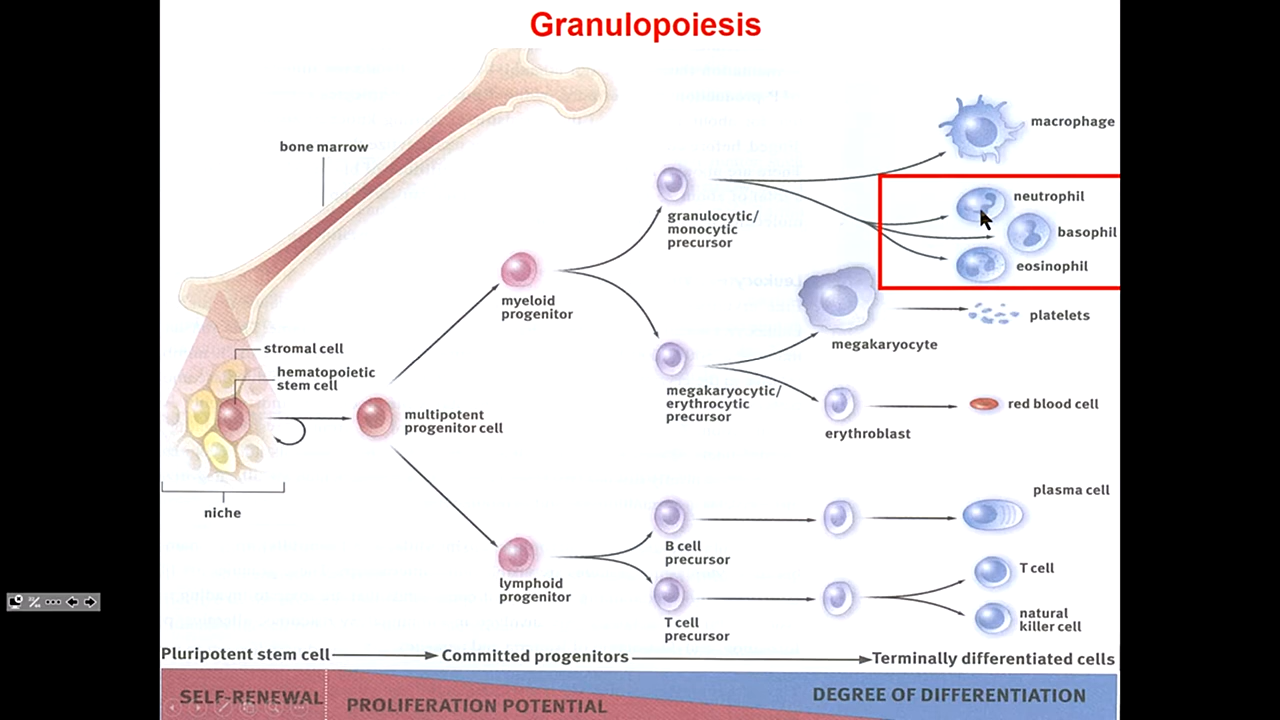 Granulopoiesis
bone marrow
macrophage
neutrophil
basophil
eosinophil
granulocytic/
monocytic
precursor
myeloid
progenitor
platelets
megakaryocyte
stromal cell
hematopoietic
stem cell
multipotent
progenitor cell
megakaryocytic/
erythrocytic
precursor
red blood cell
erythroblast
niche
plasma cell
B cell
precursor
lymphoid
progenitor
T cell
T cell
precursor
natural
killer cell
Pluripotent stem cell
Committed progenitors
Terminally differentiated cells
SELF-RENEWAL
PROLIFERATION POTENTIAL
DEGREE OF DIFFERENTIATION